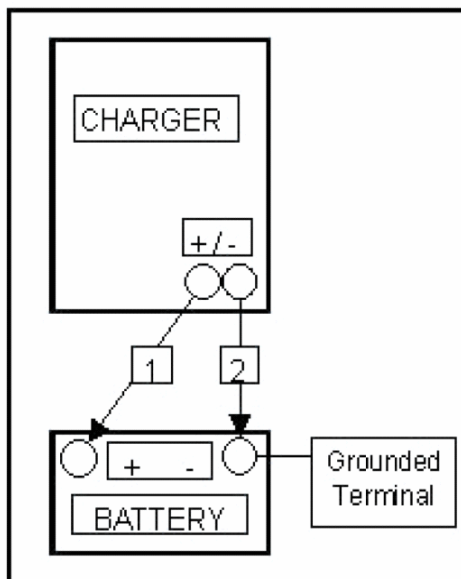 CHARGER
+/-
1
2
+ -
BATTERY
Grounded
Terminal